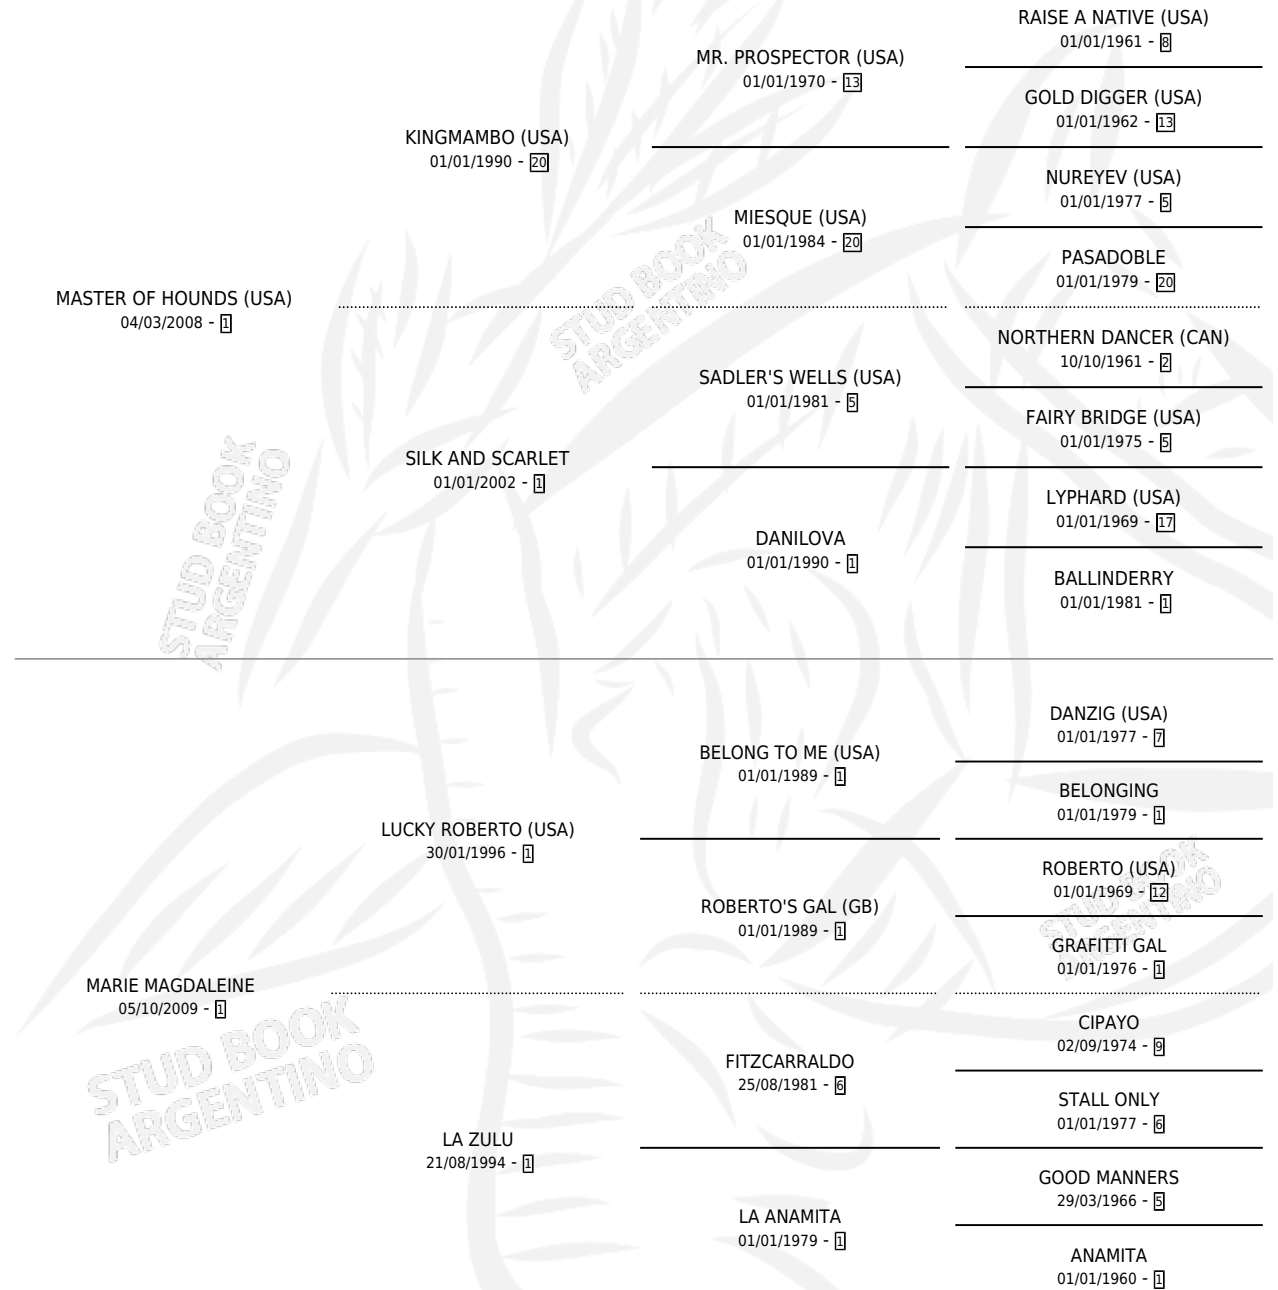 RAISE A NATIVE (USA)
01/01/1961 - 8
MR. PROSPECTOR (USA)
01/01/1970 - 13
GOLD DIGGER (USA)
01/01/1962 - 13
KINGMAMBO (USA)
01/01/1990 - 20
NUREYEV (USA)
01/01/1977 - 5
MIESQUE (USA)
01/01/1984 - 20
PASADOBLE
01/01/1979 - 20
MASTER OF HOUNDS (USA)
04/03/2008 - 1
NORTHERN DANCER (CAN)
10/10/1961 - 2
SADLER'S WELLS (USA)
01/01/1981 - 5
FAIRY BRIDGE (USA)
01/01/1975 - 5
SILK AND SCARLET
01/01/2002 - 1
LYPHARD (USA)
01/01/1969 - 17
DANILOVA
01/01/1990 - 1
BALLINDERRY
01/01/1981 - 1
DANZIG (USA)
01/01/1977 - 7
BELONG TO ME (USA)
01/01/1989 - 1
BELONGING
01/01/1979 - 1
LUCKY ROBERTO (USA)
30/01/1996 - 1
ROBERTO (USA)
01/01/1969 - 12
ROBERTO'S GAL (GB)
01/01/1989 - 1
GRAFITTI GAL
01/01/1976 - 1
MARIE MAGDALEINE
05/10/2009 - 1
CIPAYO
02/09/1974 - 9
FITZCARRALDO
25/08/1981 - 6
STALL ONLY
01/01/1977 - 6
LA ZULU
21/08/1994 - 1
GOOD MANNERS
29/03/1966 - 5
LA ANAMITA
01/01/1979 - 1
ANAMITA
01/01/1960 - 1
STUD BOOK
ARGENTINO
STUD BOOK
ARGENTINO
STUD BOOK
ARGENTINO
STUD BOOK
ARGENTINO